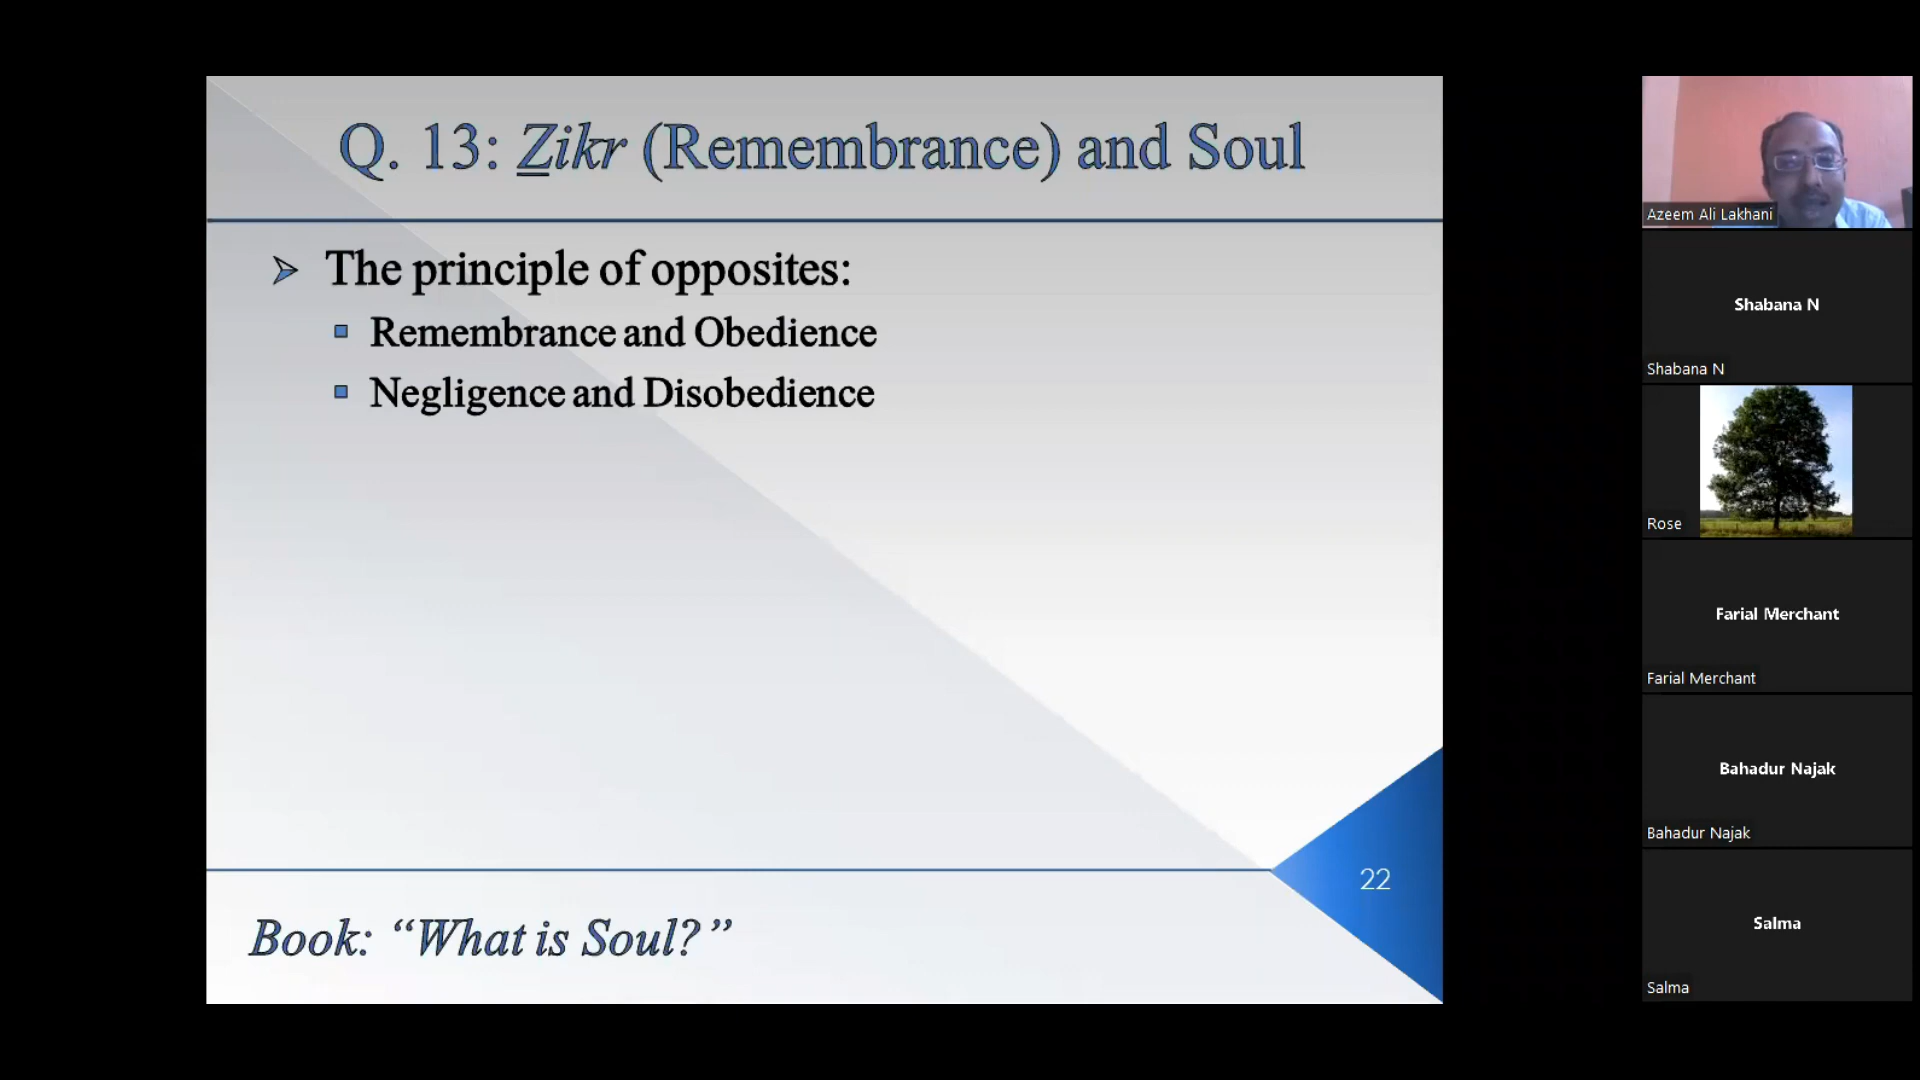 Q. 13: Zikr (Remembrance) and Soul
The principle of opposites:
Remembrance and Obedience
Negligence and Disobedience
22
Book: “What is Soul?”
Azeem Ali Lakhani
Shabana N
Shabana N
Rose
Farial Merchant
Farial Merchant
Bahadur Najak
Bahadur Najak
Salma
Salma